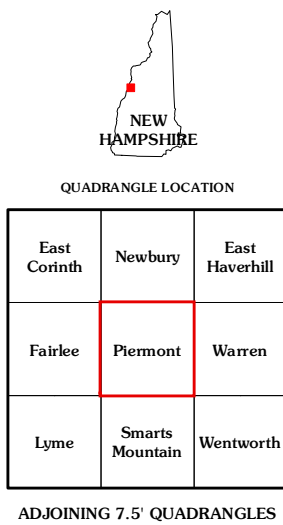 NEW
HAMPSHIRE
QUADRANGLE LOCATION
East
Corinth
Newbury
East
Haverhill
Fairlee
Piermont
Warren
Lyme
Smarts
Mountain
Wentworth
ADJOINING 7.5' QUADRANGLES